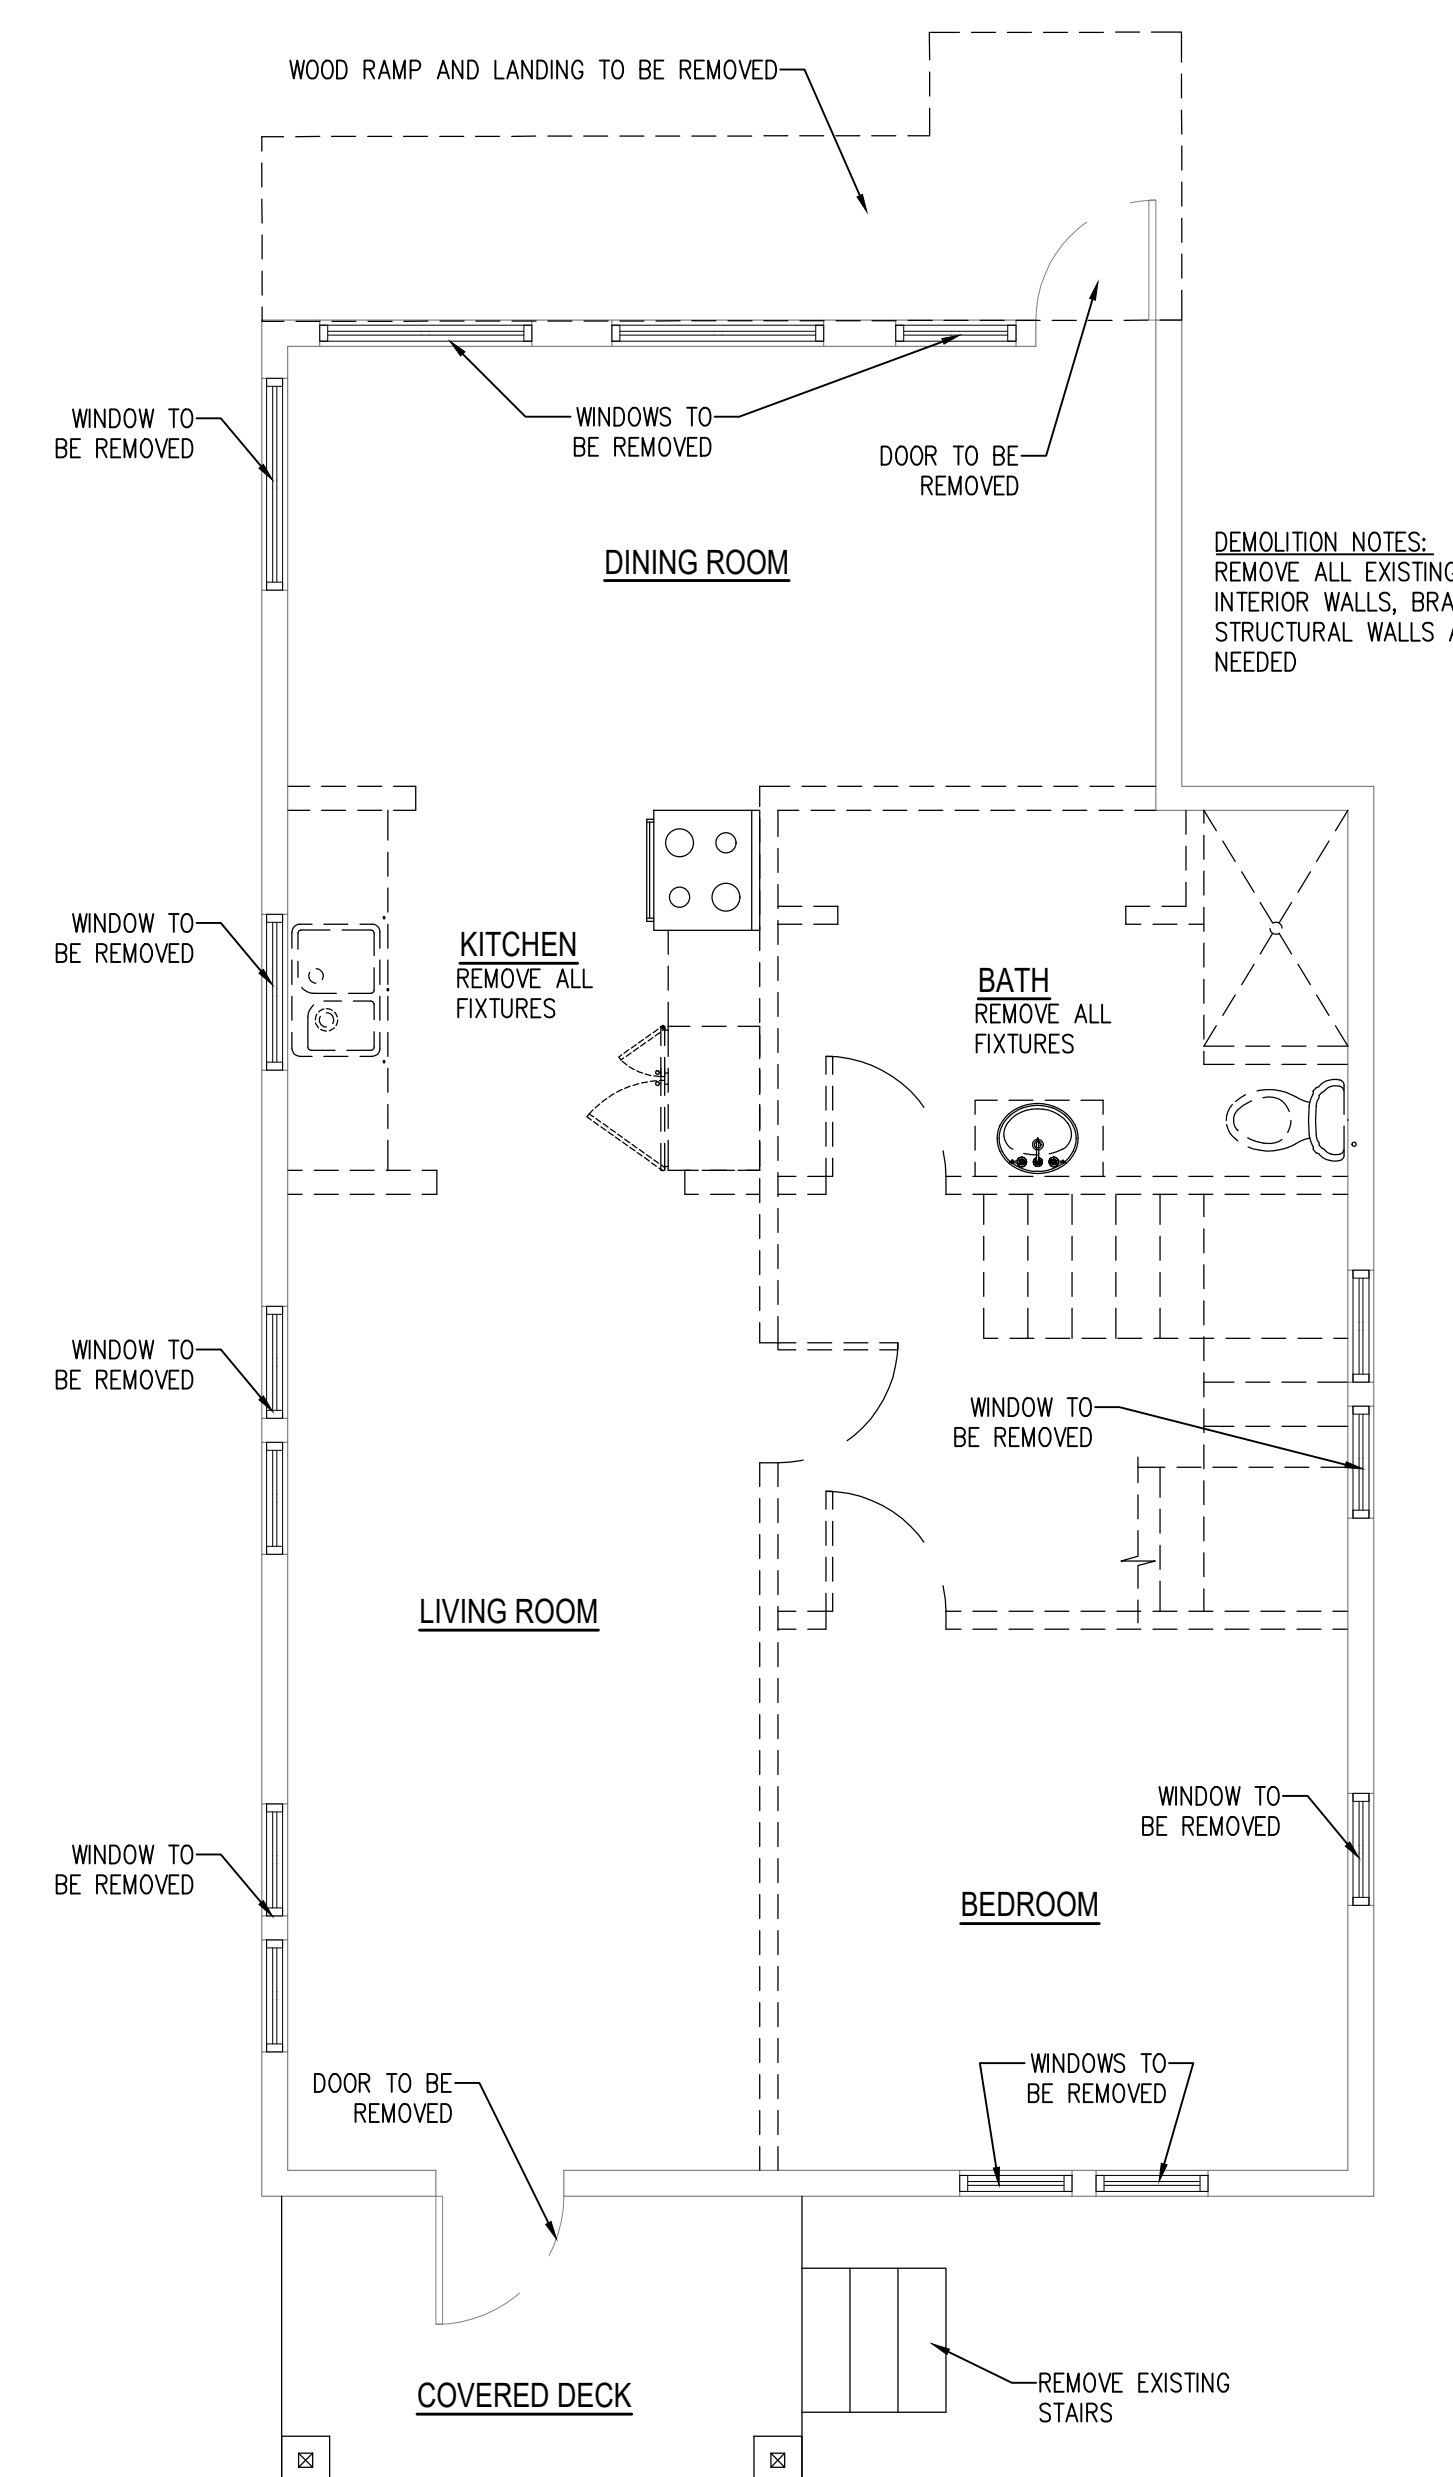 WOOD RAMP AND LANDING TO BE REMOVED
WINDOW TO
BE REMOVED
WINDOWS TO
BE REMOVED
DOOR TO BE
REMOVED
DINING ROOM
DEMOLITION NOTES:
REMOVE ALL EXISTING
INTERIOR WALLS,
STRUCTURAL WALLS
NEEDED
WINDOW TO
BE REMOVED
KITCHEN
REMOVE ALL
FIXTURES
BATH
REMOVE ALL
FIXTURES
WINDOW TO
BE REMOVED
WINDOW TO
BE REMOVED
LIVING ROOM
WINDOW TO
BE REMOVED
WINDOW TO
BE REMOVED
BEDROOM
WINDOWS TO
BE REMOVED
DOOR TO BE
REMOVED
COVERED DECK
REMOVE EXISTING
STAIRS